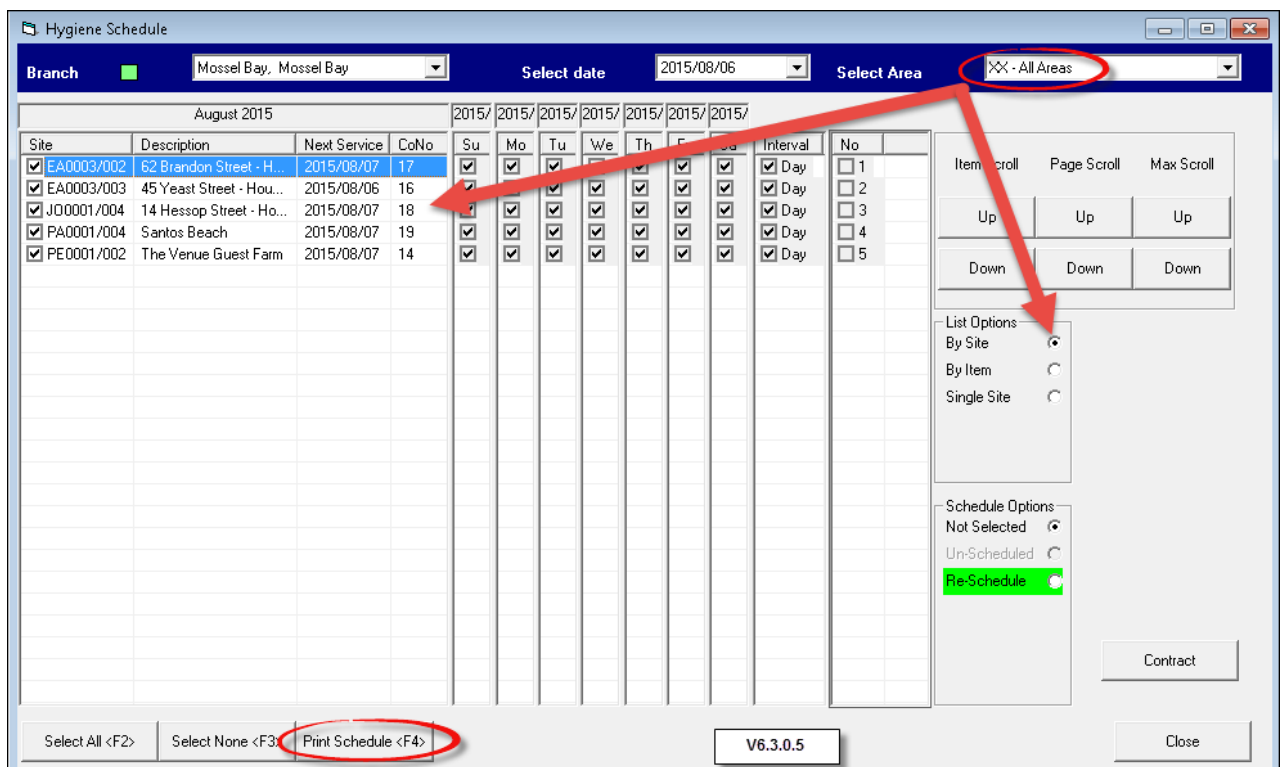 Hygiene Schedule
Branch Mossel Bay, Mossel Bay Select date 2015/08/06 Select Area XX - All Areas
August 2015 2015/ 2015/ 2015/ 2015/ 2015/ 2015/ 2015/
Site Description Next Service CoNo Su Mo Tu We Th Interval No
EA0003/002 62 Brandon Street - H... 2015/08/07 17 Day 1
EA0003/003 45 Yeast Street - Hou... 2015/08/06 16 Day 2
JO0001/004 14 Hessop Street - Ho... 2015/08/07 18 Day 3
PA0001/004 Santos Beach 2015/08/07 19 Day 4
PE0001/002 The Venue Guest Farm 2015/08/07 14 Day 5
Item Scroll Page Scroll Max Scroll
Up Up Up
Down Down Down
List Options
By Site
By Item
Single Site
Schedule Options
Not Selected
Un-Scheduled
Re-Schedule
Contract
Select All <F2> Select None <F3> Print Schedule <F4> V6.3.0.5 Close